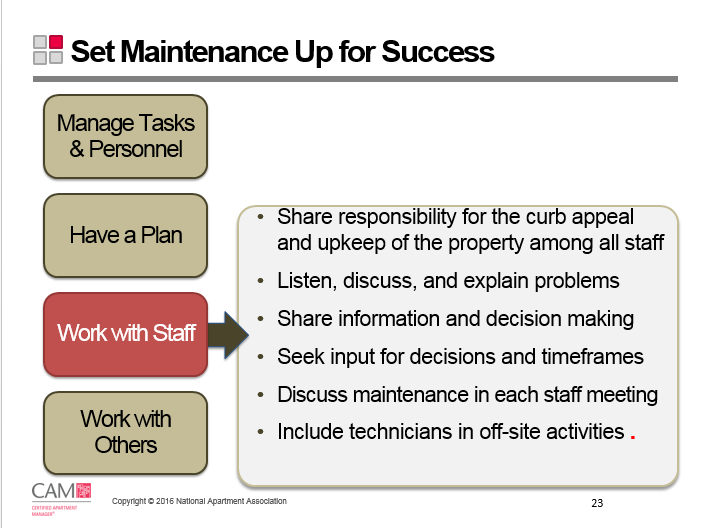 Set Maintenance Up for Success
Manage Tasks
& Personnel
Have a Plan
Work with Staff
Work with
Others
• Share responsibility for the curb appeal
and upkeep of the property among all staff
• Listen, discuss, and explain problems
• Share information and decision making
• Seek input for decisions and timeframes
• Discuss maintenance in each staff meeting
• Include technicians in off-site activities .
CAM
CERTIFIED APARTMENT
MANAGER®
Copyright © 2016 National Apartment Association
23